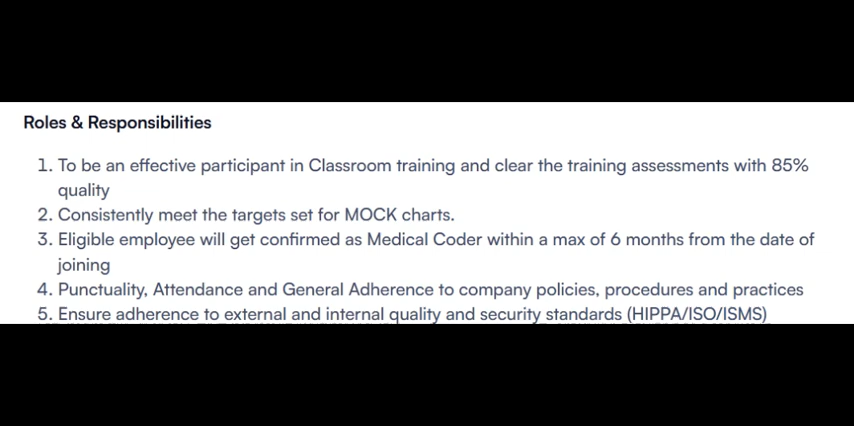 Roles & Responsibilities
1. To be an effective participant in Classroom training and clear the training assessments with 85%
quality
2. Consistently meet the targets set for MOCK charts.
3. Eligible employee will get confirmed as Medical Coder within a max of 6 months from the date of
joining
4. Punctuality, Attendance and General Adherence to company policies, procedures and practices
5. Ensure adherence to external and internal quality and security standards (HIPPA/ISO/ISMS)